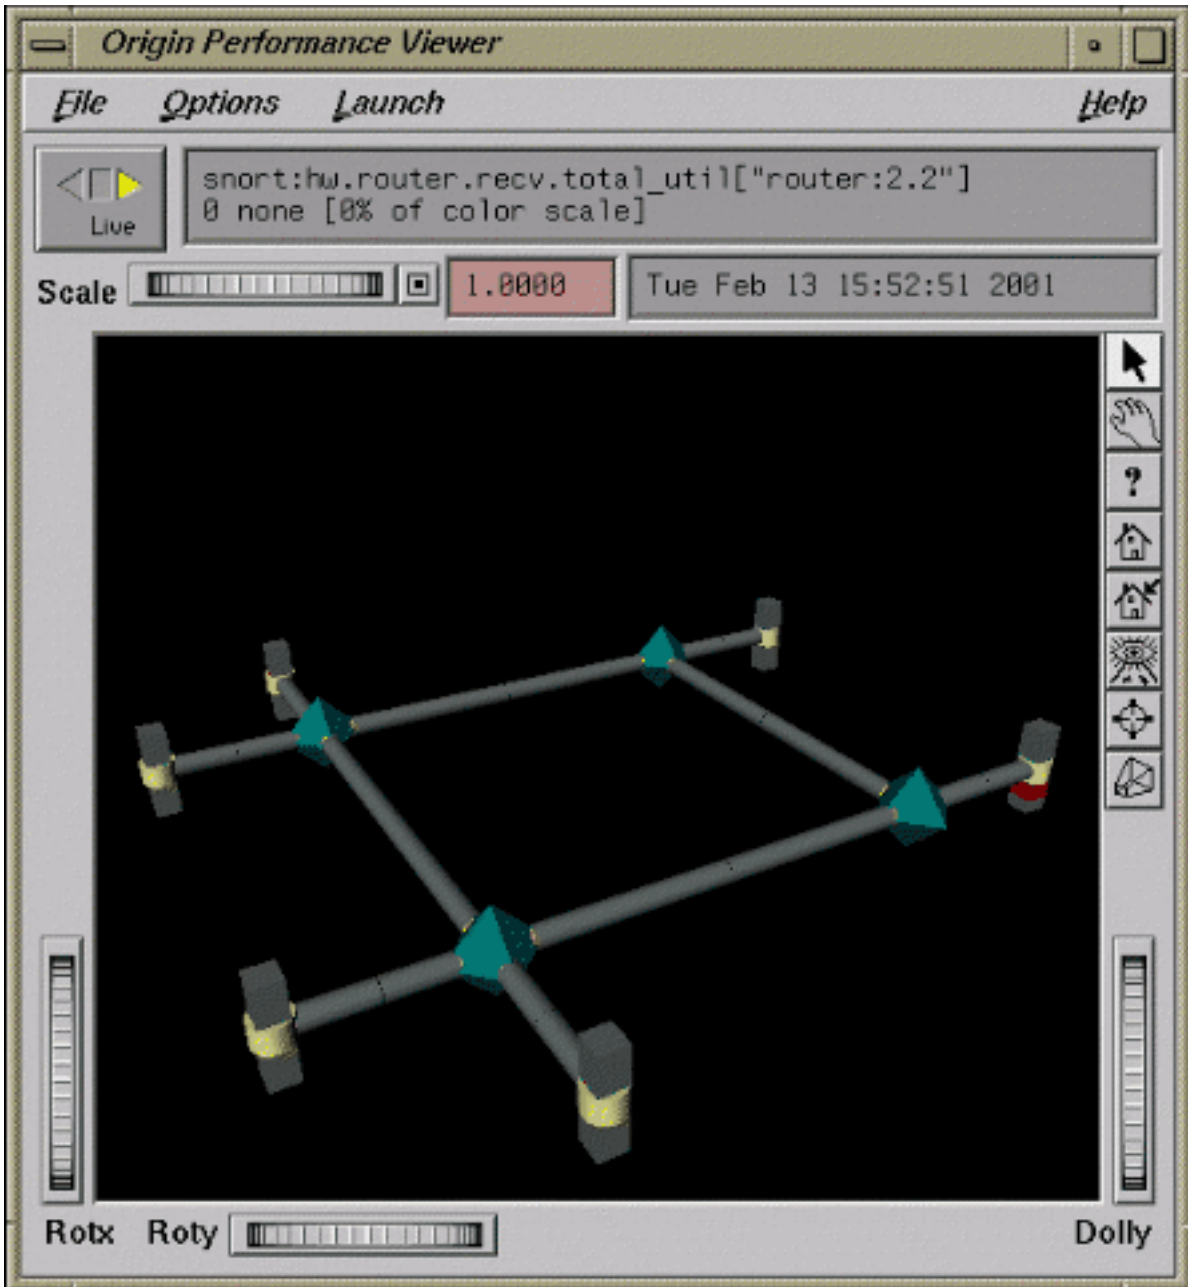 Origin Performance Viewer
File Options Launch Help
snort:hw.router.recv.total_util["router:2.2"]
0 none [0% of color scale]
Live
Scale 1.0000 Tue Feb 13 15:52:51 2001
?
Rotx Roty Dolly